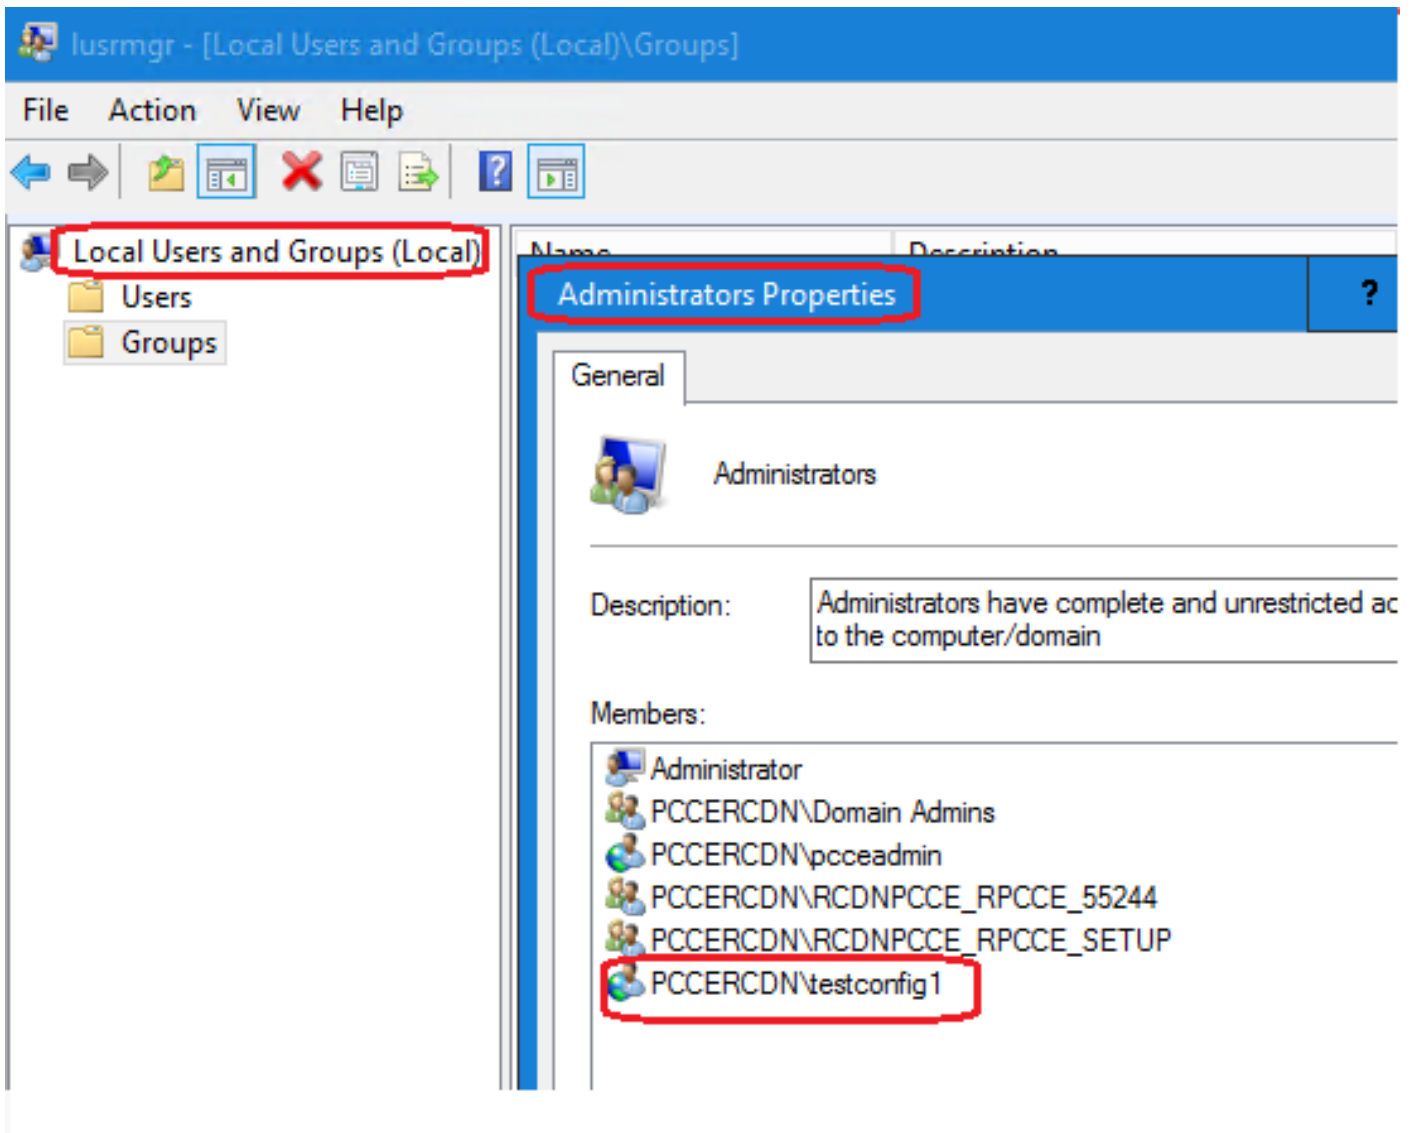 lusrmgr - [Local Users and Groups (Local)\Groups]
File Action View Help
?
Local Users and Groups (Local)
Users
Groups
Name Description
Administrators Properties ?
General
Administrators
Description: Administrators have complete and unrestricted ac
to the computer/domain
Members:
Administrator
PCCERCDN\Domain Admins
PCCERCDN\pcceadmin
PCCERCDN\RCDNPCCE_RPCCE_55244
PCCERCDN\RCDNPCCE_RPCCE_SETUP
PCCERCDN\testconfig1